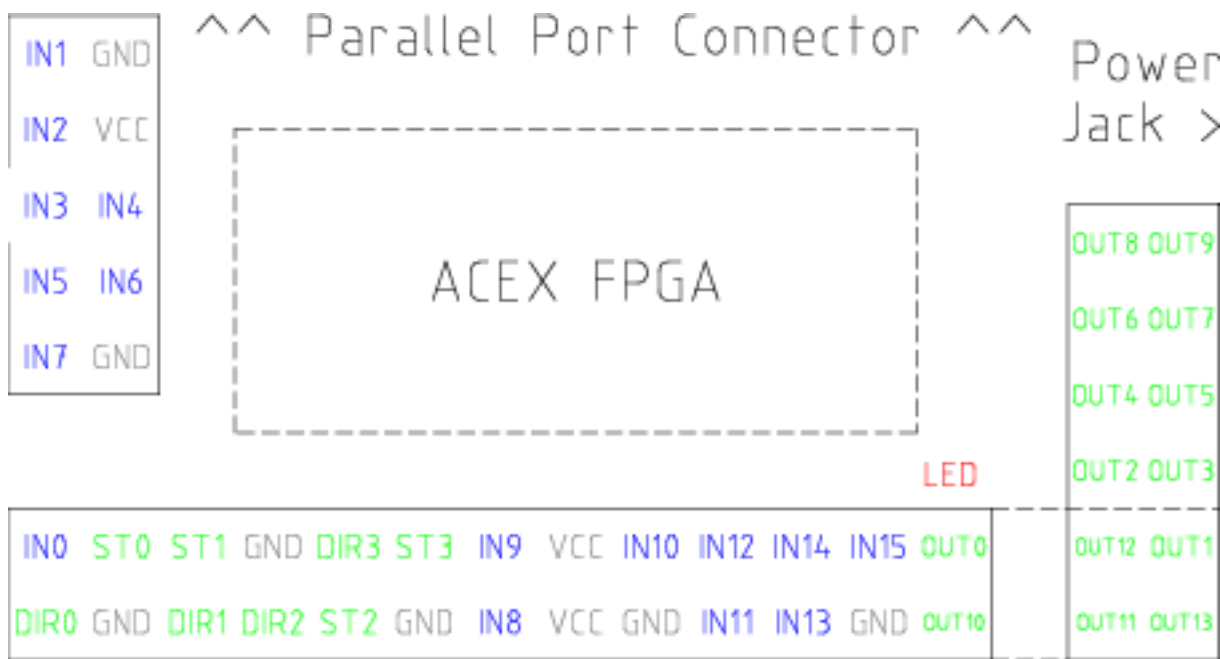 ^^ Parallel Port Connector ^^
Power
Jack >
IN1 GND
IN2 VCC
IN3 IN4
IN5 IN6
IN7 GND
ACEX FPGA
OUT8 OUT9
OUT6 OUT7
OUT4 OUT5
OUT2 OUT3
LED
IN0 ST0 ST1 GND DIR3 ST3 IN9 VCC IN10 IN12 IN14 IN15 OUT0 OUT12 OUT1
DIR0 GND DIR1 DIR2 ST2 GND IN8 VCC GND IN11 IN13 GND OUT10 OUT11 OUT13